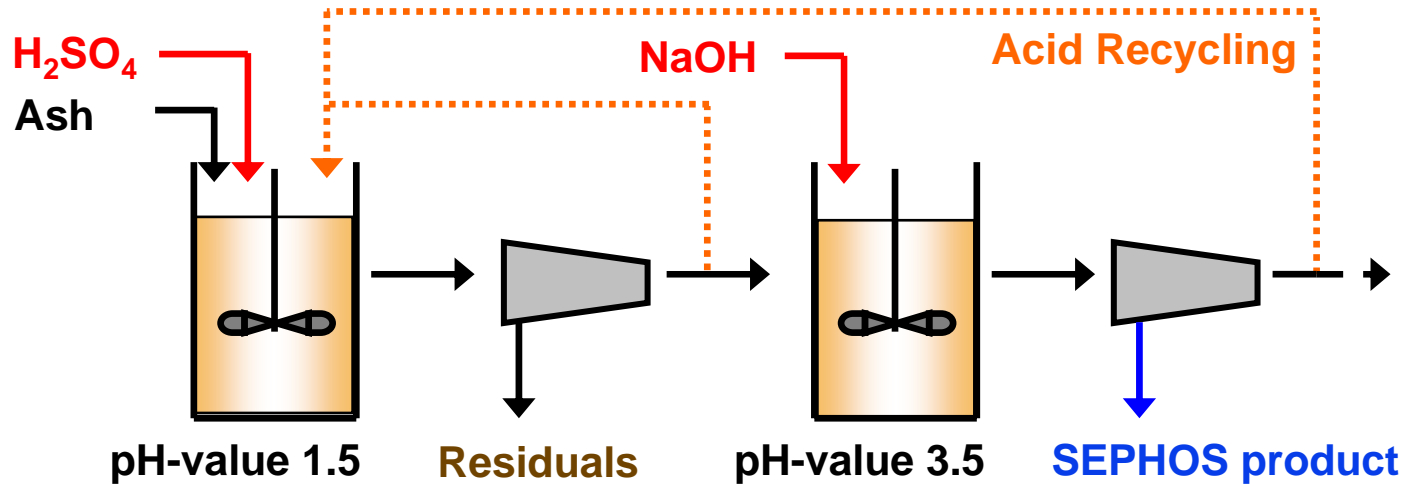 H₂SO₄
Ash
NaOH
Acid Recycling
pH-value 1.5
Residuals
pH-value 3.5
SEPHOS product